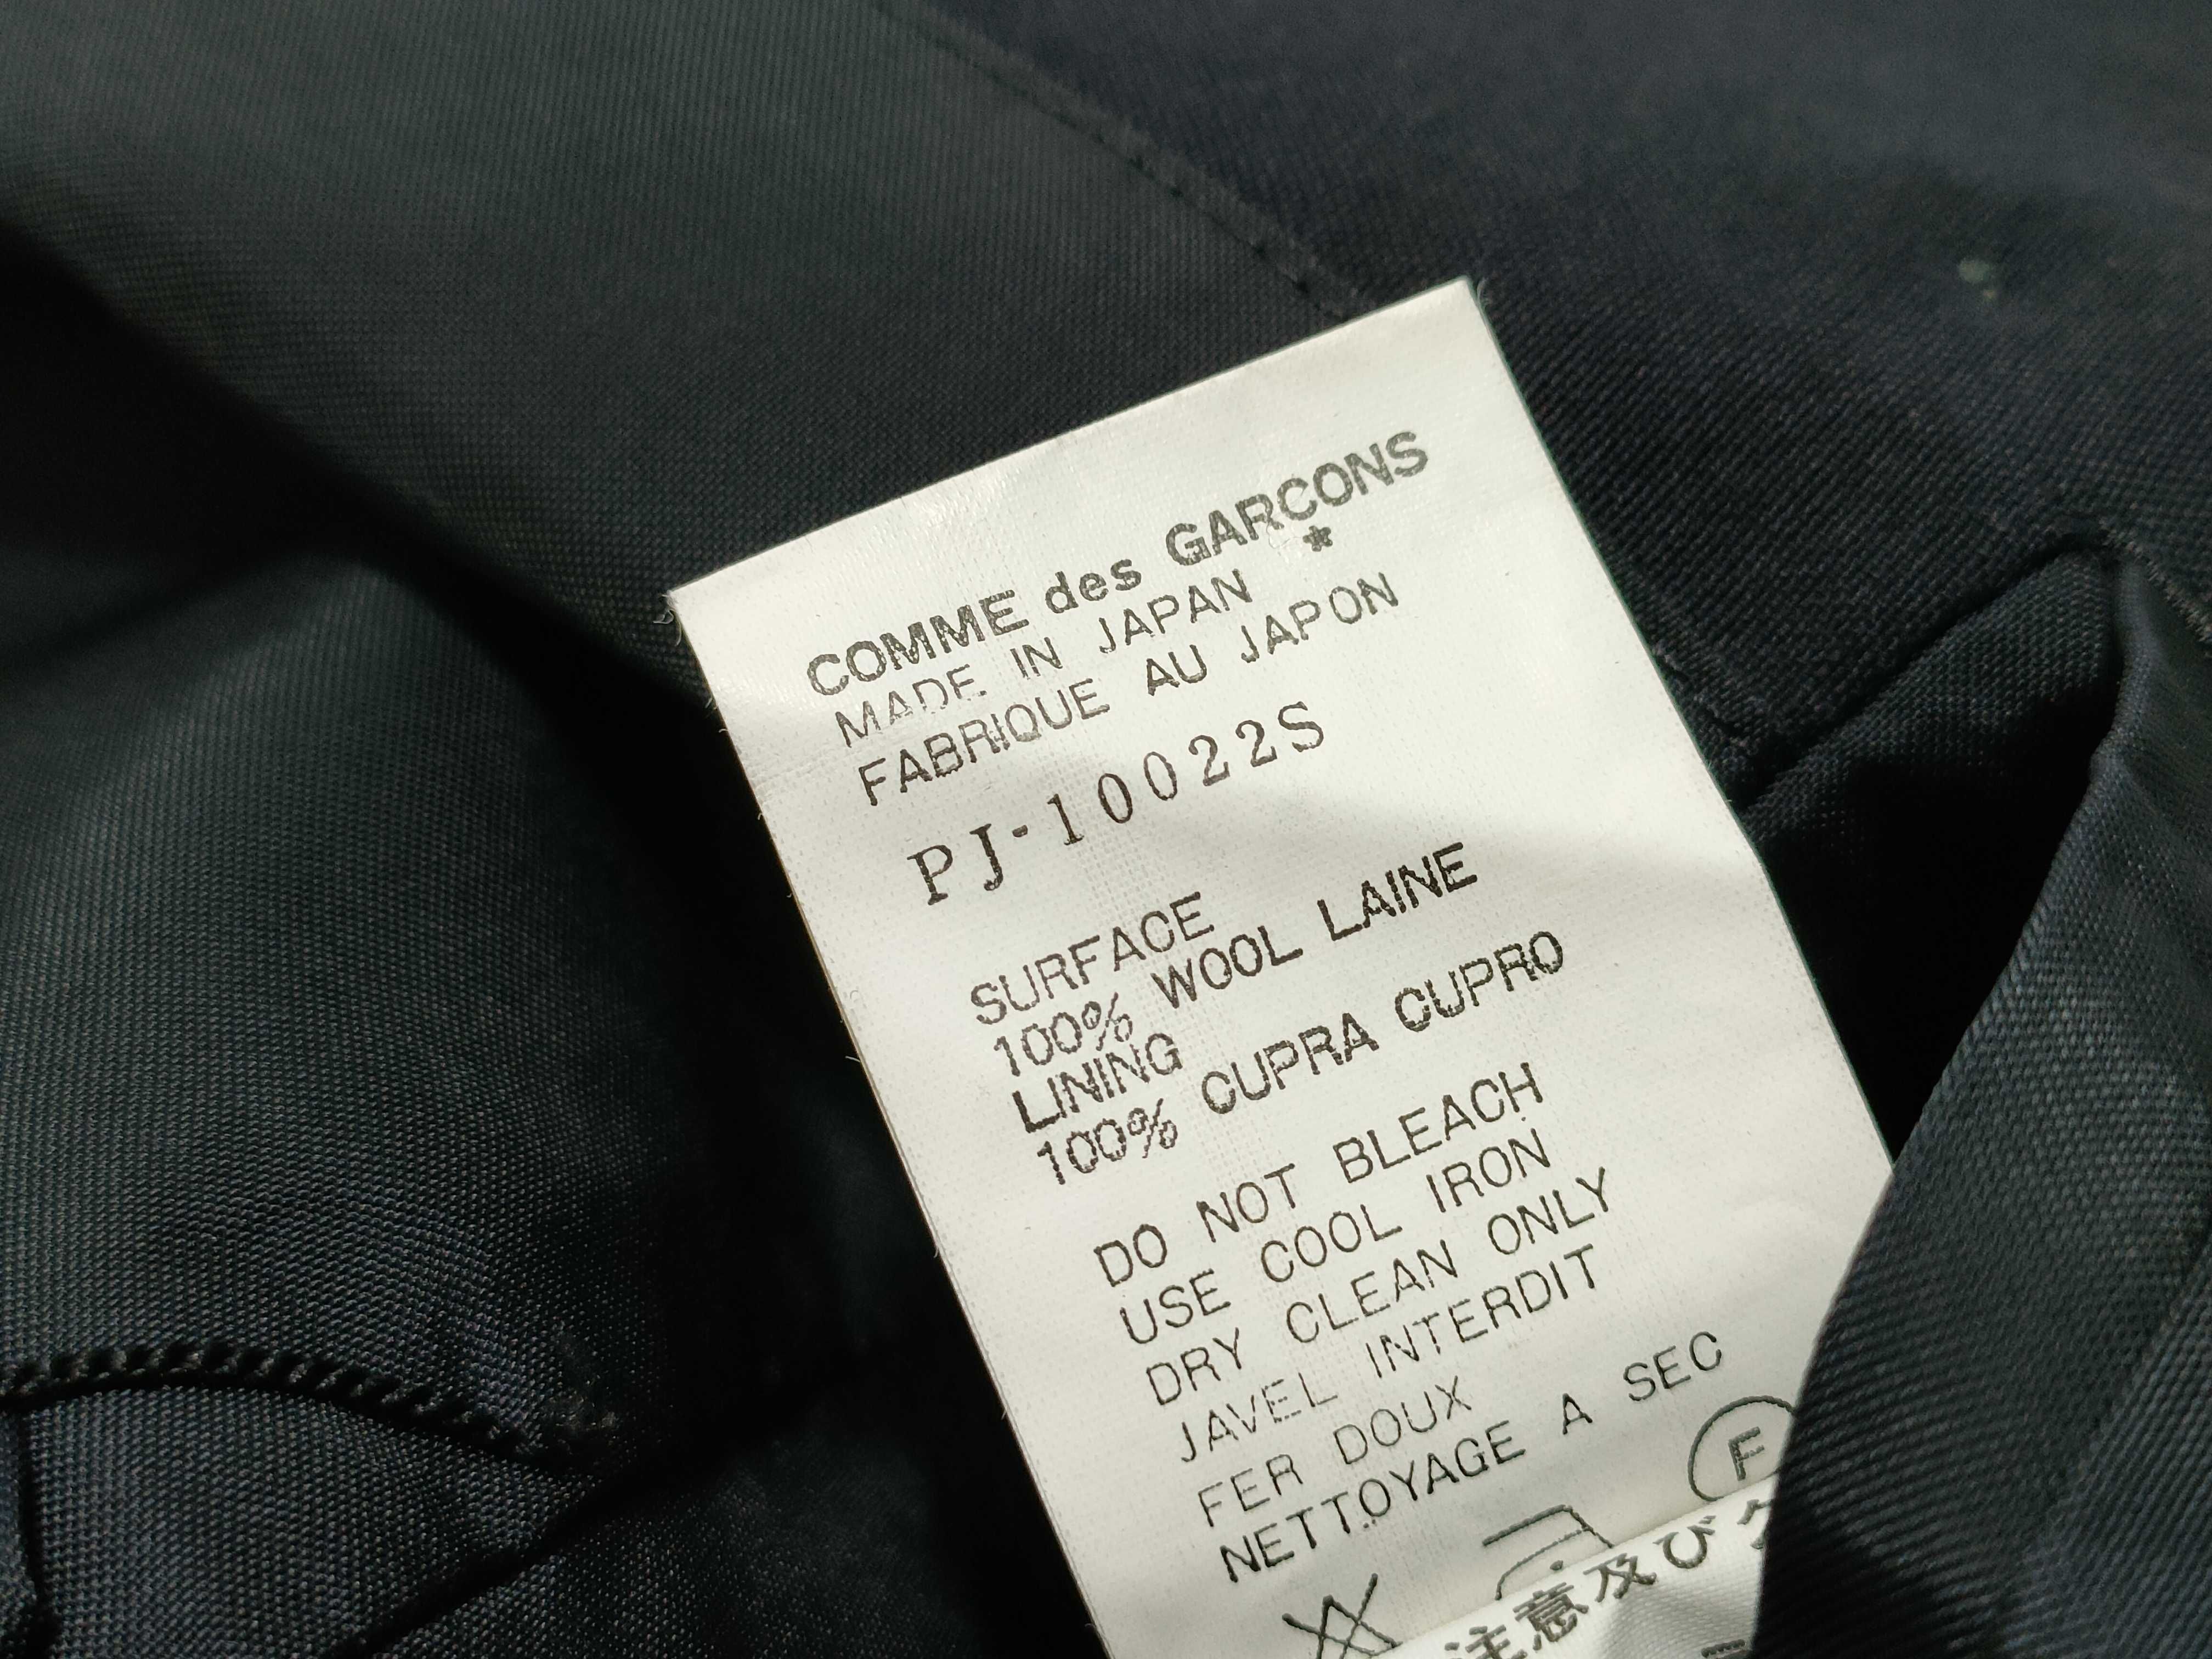 COMME des GARCONS
*
MADE IN JAPAN
FABRIQUE AU JAPON
PJ-10022S
SURFACE
100% WOOL LAINE
LINING
100% CUPRA CUPRO
DO NOT BLEACH
USE COOL IRON
DRY CLEAN ONLY
JAVEL INTERDIT
FER DOUX
NETTOYAGE A SEC
F
注意及び